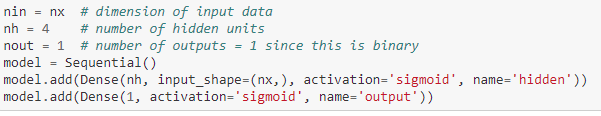 nin = nx  # dimension of input data
nh = 4    # number of hidden units
nout = 1  # number of outputs = 1 since this is binary
model = Sequential()
model.add(Dense(nh, input_shape=(nx,), activation='sigmoid', name='hidden'))
model.add(Dense(1, activation='sigmoid', name='output'))